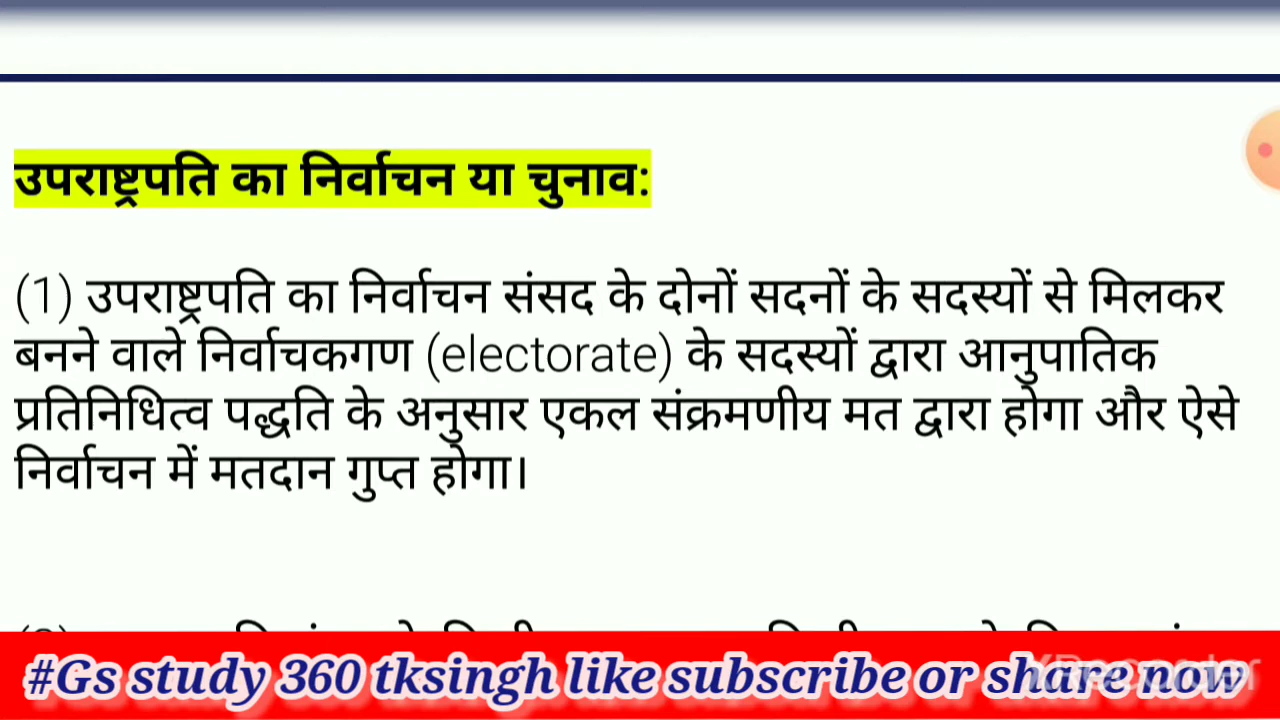 उपराष्ट्रपति का निर्वाचन या चुनाव:
(1) उपराष्ट्रपति का निर्वाचन संसद के दोनों सदनों के सदस्यों से मिलकर
बनने वाले निर्वाचकगण (electorate) के सदस्यों द्वारा आनुपातिक
प्रतिनिधित्व पद्धति के अनुसार एकल संक्रमणीय मत द्वारा होगा और ऐसे
निर्वाचन में मतदान गुप्त होगा।
#Gs study 360 tksingh like subscribe or share now
XRecorder